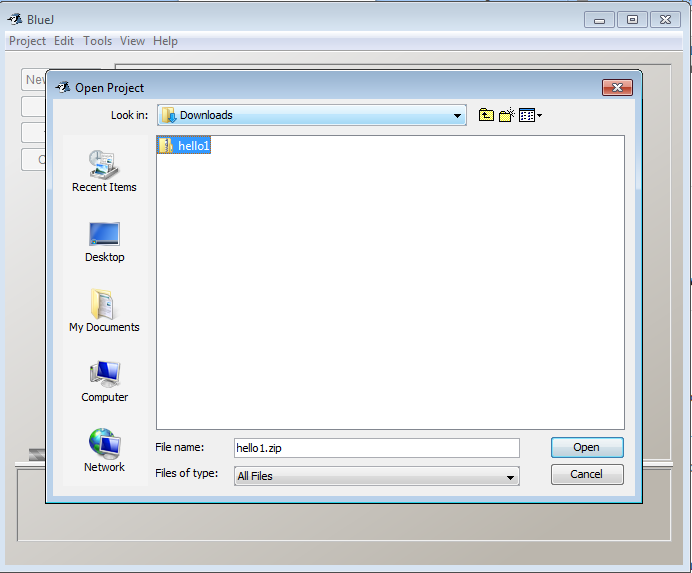 BlueJ
Project Edit Tools View Help
New
Open Project
Look in: Downloads
hello1
Recent Items
Desktop
My Documents
Computer
Network
File name: hello1.zip Open
Files of type: All Files Cancel